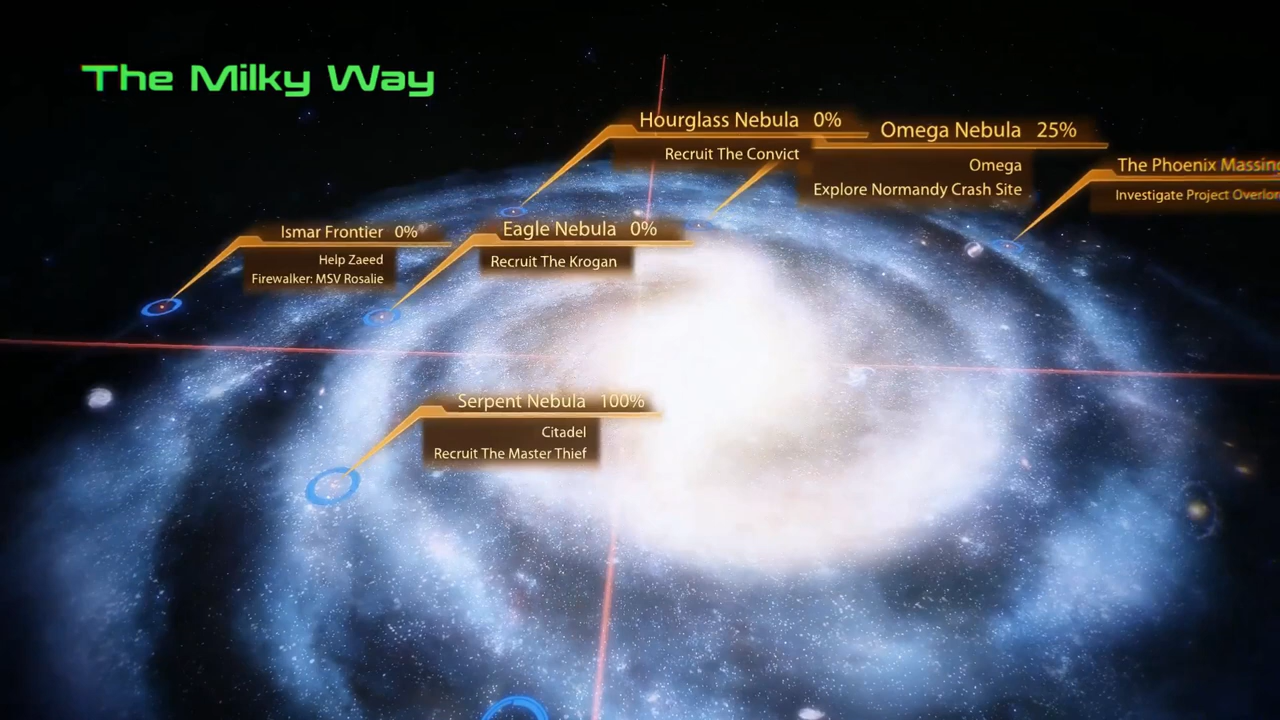 The Milky Way
Hourglass Nebula 0%
Recruit The Convict
Omega Nebula 25%
Omega
Explore Normandy Crash Site
The Phoenix Massing
Investigate Project Overlor
Ismar Frontier 0%
Help Zaeed
Firewalker: MSV Rosalie
Eagle Nebula 0%
Recruit The Krogan
Serpent Nebula 100%
Citadel
Recruit The Master Thief